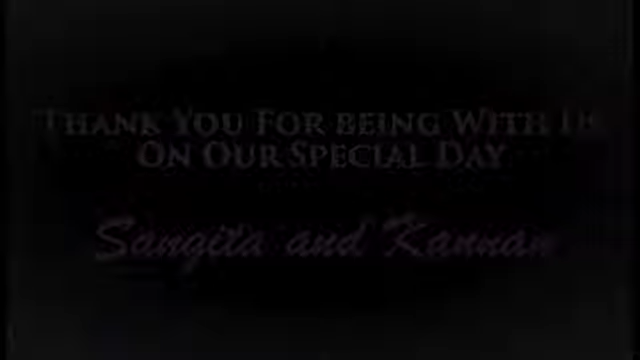 THANK YOU FOR BEING WITH US
ON OUR SPECIAL DAY
Sangita and Kannan